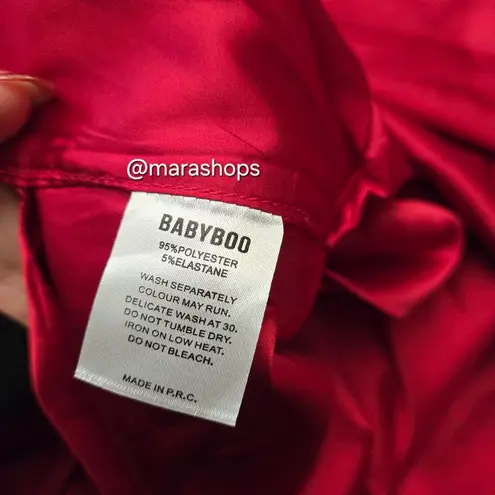 @marashops
BABYBOO
95%POLYESTER
5%ELASTANE
WASH SEPARATELY
COLOUR MAY RUN.
DELICATE WASH AT 30.
DO NOT TUMBLE DRY.
IRON ON LOW HEAT.
DO NOT BLEACH.
MADE IN P.R.C.